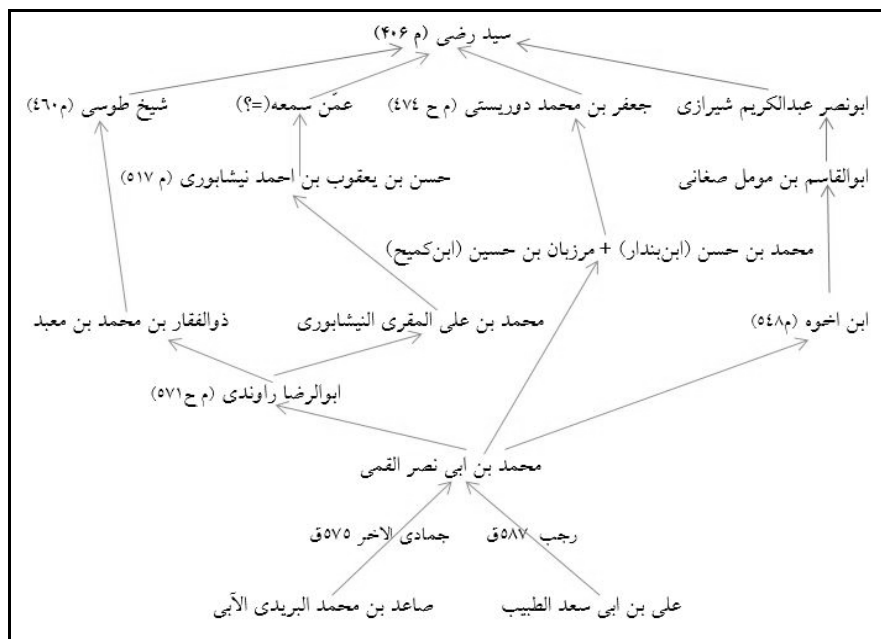 سید رضی (م ۴۰۶)
ابونصر عبدالکریم شیرازی جعفر بن محمد دوریستی (م ح ۴۷۴) عمّن سمعه(=؟) شیخ طوسی (م۴۶۰)
ابوالقاسم بن مومل صغانی حسن بن یعقوب بن احمد نیشابوری (م ۵۱۷)
محمد بن حسن (ابن‌بندار) + مرزبان بن حسین (ابن‌کمیح)
ابن اخوه (م۵۴۸) محمد بن علی المقری النیشابوری ذوالفقار بن محمد بن معبد
ابوالرضا راوندی (م ح۵۷۱)
محمد بن ابی نصر القمی
رجب ۵۸۷ق جمادی الاخر ۵۷۵ق
علی بن ابی سعد الطبیب صاعد بن محمد البریدی الآبی